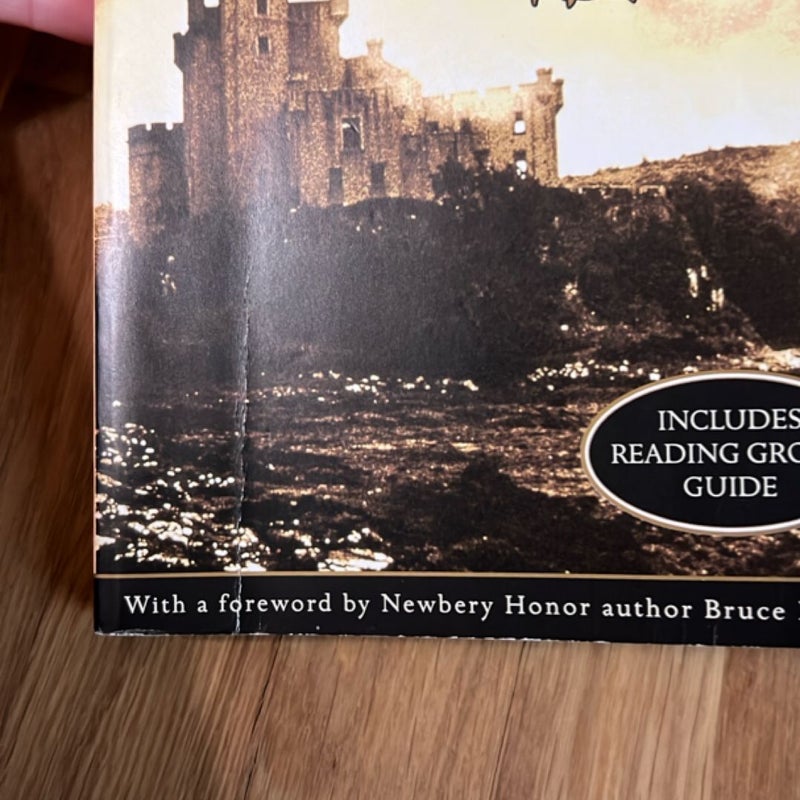 INCLUDES
READING GRO
GUIDE
With a foreword by Newbery Honor author Bruce